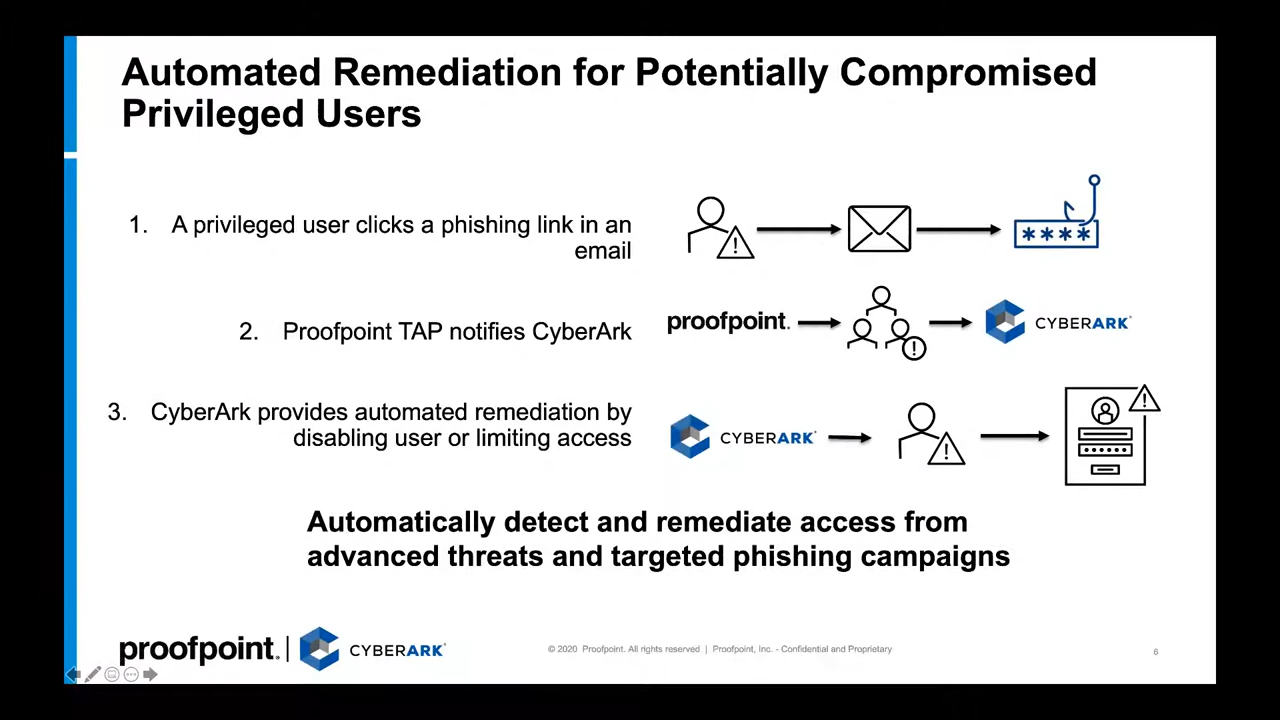 Automated Remediation for Potentially Compromised
Privileged Users
1. A privileged user clicks a phishing link in an
email
****
2. Proofpoint TAP notifies CyberArk
proofpoint.
CYBERARK®
3. CyberArk provides automated remediation by
disabling user or limiting access
CYBERARK®
Automatically detect and remediate access from
advanced threats and targeted phishing campaigns
proofpoint. | CYBERARK®
© 2020 Proofpoint. All rights reserved | Proofpoint, Inc. - Confidential and Proprietary
6